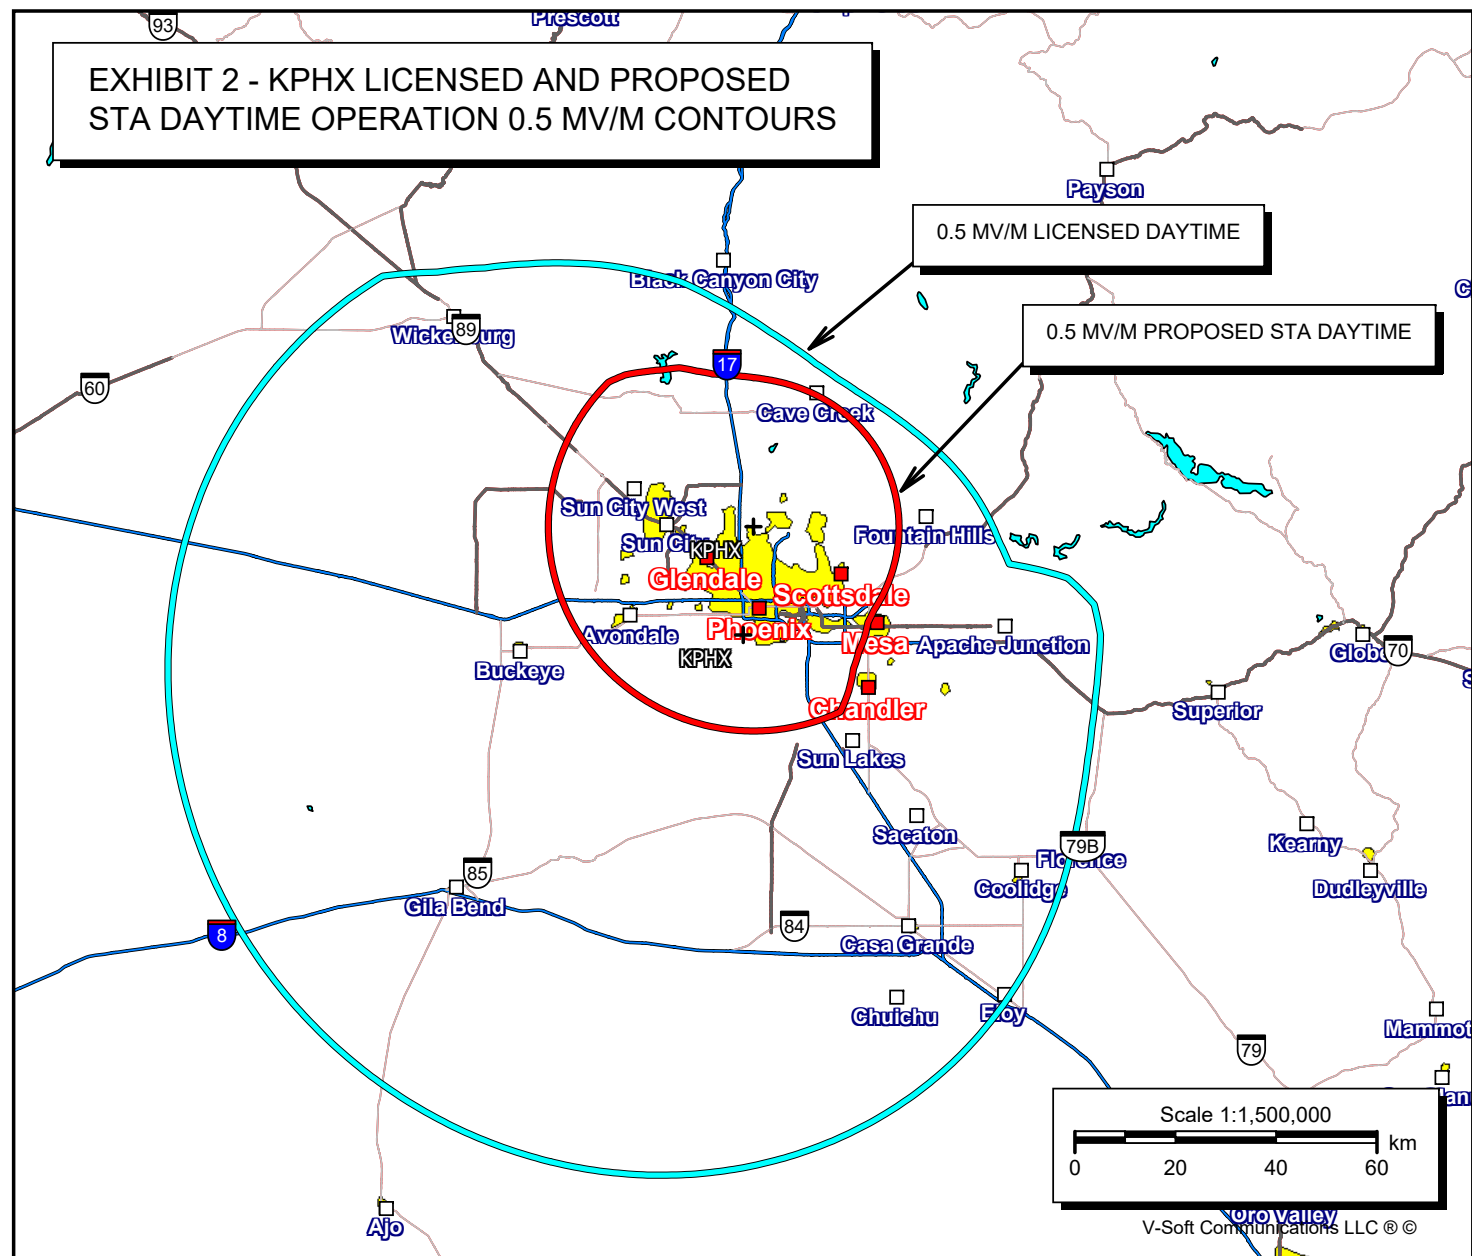 Prescott
93
EXHIBIT 2 - KPHX LICENSED AND PROPOSED
STA DAYTIME OPERATION 0.5 MV/M CONTOURS
Payson
0.5 MV/M LICENSED DAYTIME
Black Canyon City
C
0.5 MV/M PROPOSED STA DAYTIME
Wickenburg
89
17
60
Cave Creek
Sun City West
Fountain Hills
Sun City
KPHX
Glendale
Scottsdale
Phoenix
Avondale
Mesa
Apache Junction
Globe
70
KPHX
Buckeye
S
Superior
Chandler
Sun Lakes
Sacaton
79B
Florence
Kearny
85
Coolidge
Dudleyville
Gila Bend
8
84
Casa Grande
Chuichu
Eloy
Mammot
79
Scale 1:1,500,000
km
0 20 40 60
Ajo
Oro Valley
V-Soft Communications LLC ® ©